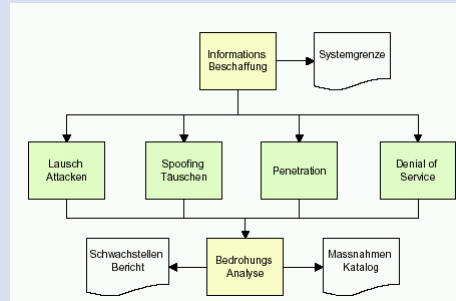 Informations
Beschaffung
Systemgrenze
Lausch
Attacken
Spoofing
Täuschen
Penetration
Denial of
Service
Schwachstellen
Bericht
Bedrohungs
Analyse
Massnahmen
Katalog